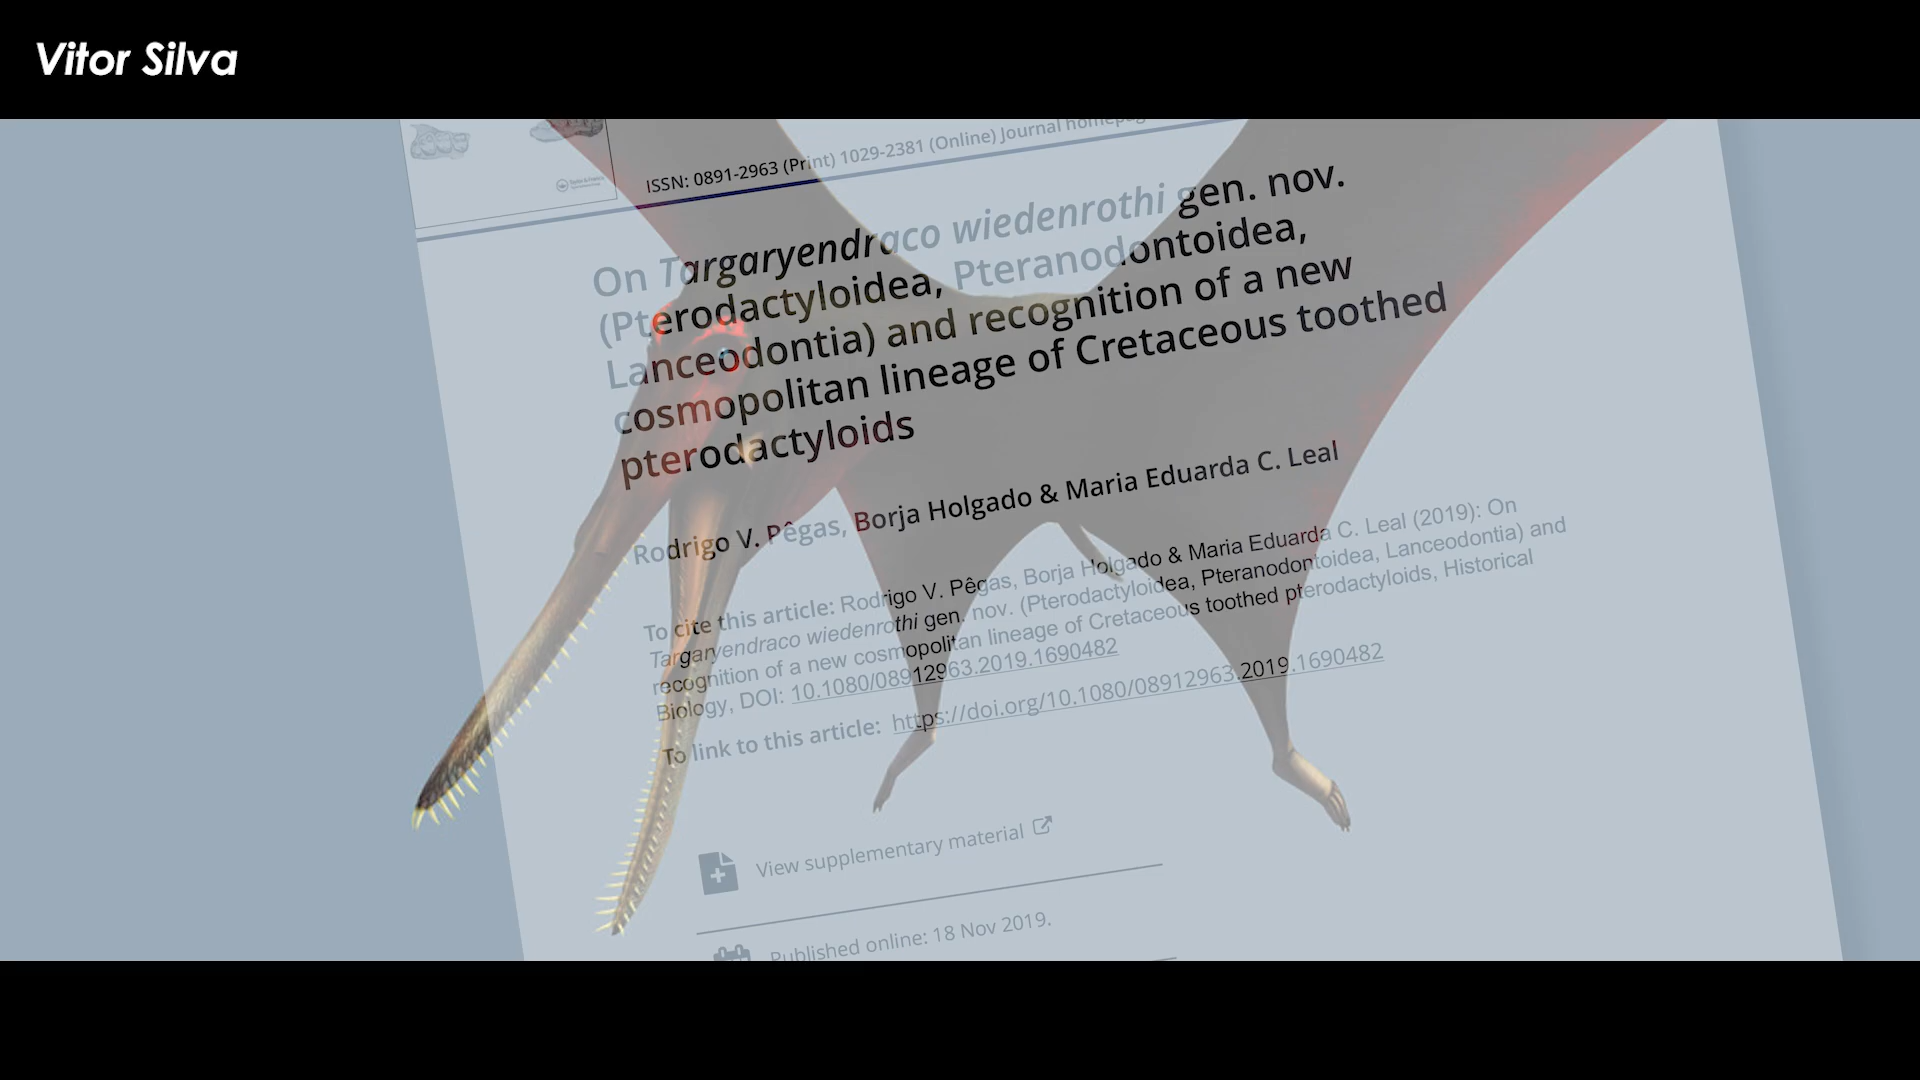 Vitor Silva
ISSN: 0891-2963 (Print) 1029-2381 (Online) Journal
On Targaryendraco wiedenrothi gen. nov.
(Pterodactyloidea, Pteranodontoidea,
Lanceodontia) and recognition of a new
cosmopolitan lineage of Cretaceous toothed
pterodactyloids
Rodrigo V. Pêgas, Borja Holgado & Maria Eduarda C. Leal
To cite this article: Rodrigo V. Pêgas, Borja Holgado & Maria Eduarda C. Leal (2019): On
Targaryendraco wiedenrothi gen. nov. (Pterodactyloidea, Pteranodontoidea, Lanceodontia) and
recognition of a new cosmopolitan lineage of Cretaceous toothed pterodactyloids, Historical
Biology, DOI: 10.1080/08912963.2019.1690482
To link to this article: https://doi.org/10.1080/08912963.2019.1690482
View supplementary material
Published online: 18 Nov 2019.